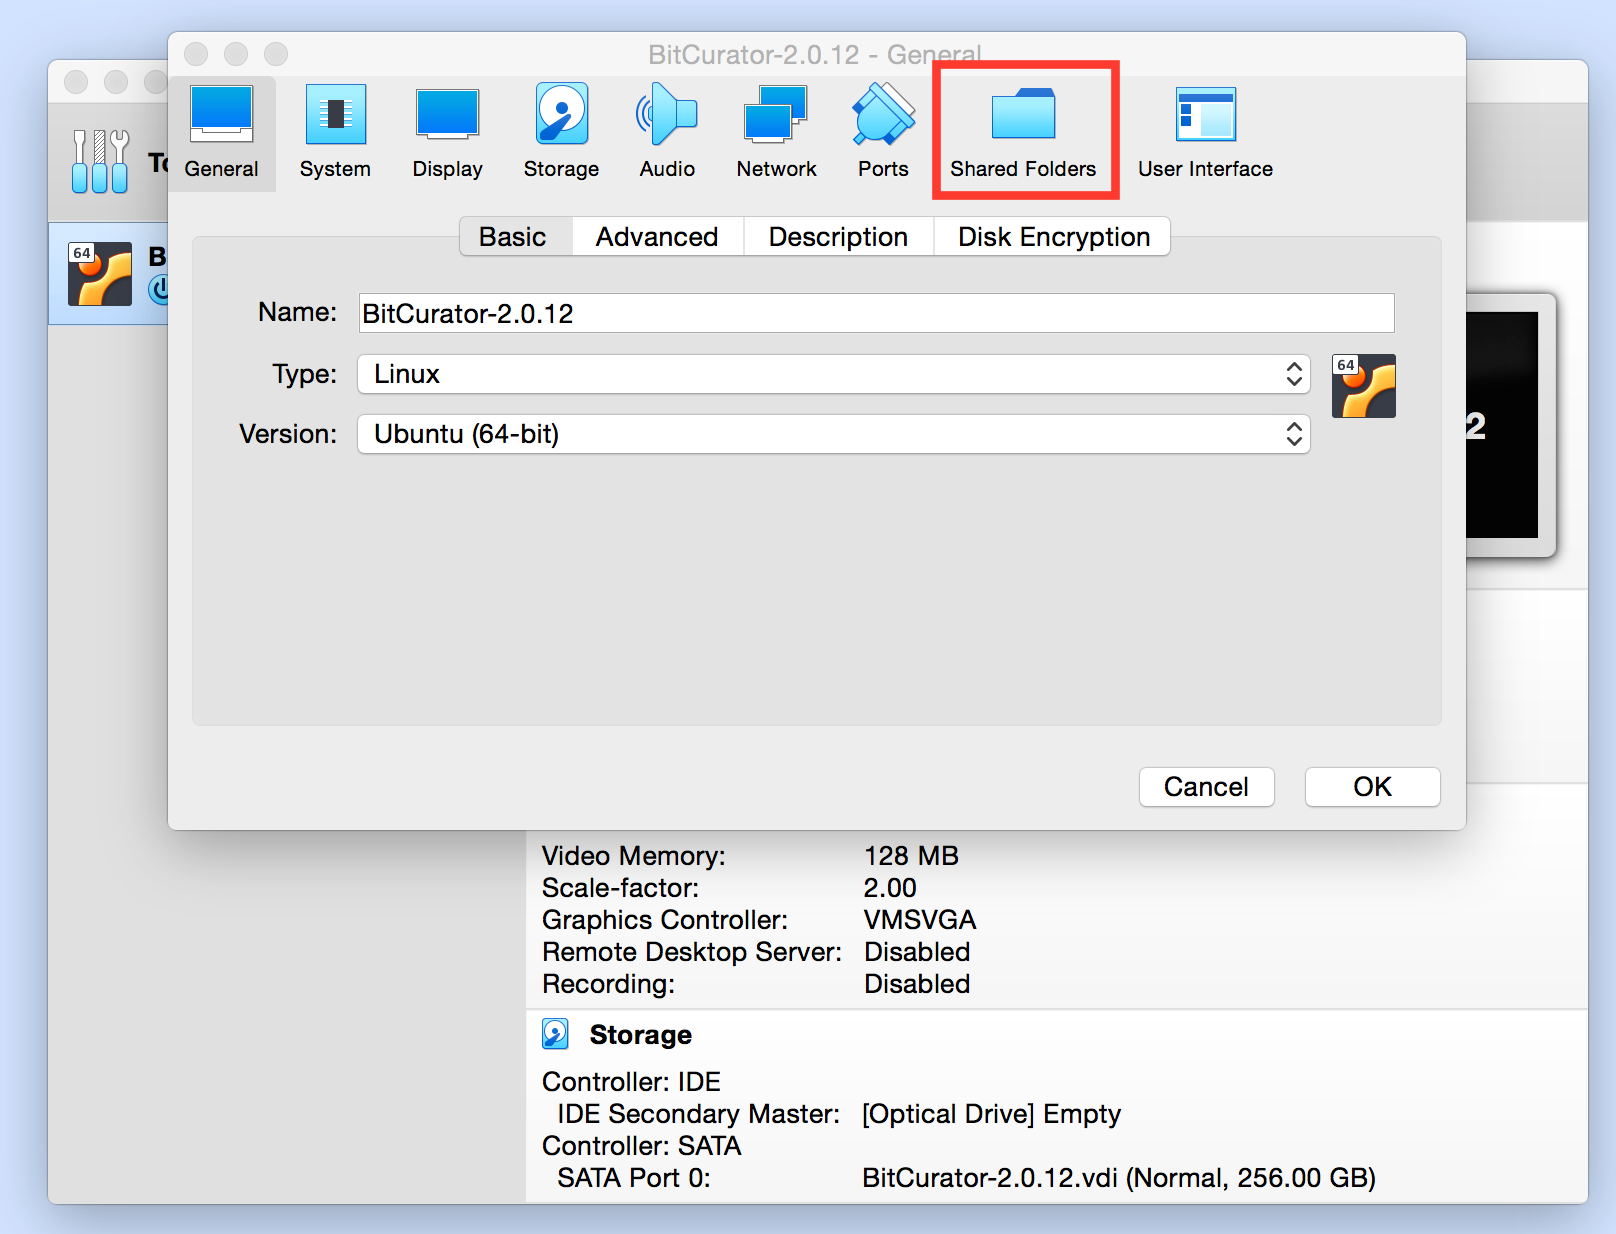 BitCurator-2.0.12 - General
General System Display Storage Audio Network Ports Shared Folders User Interface
Basic Advanced Description Disk Encryption
Name: BitCurator-2.0.12
Type: Linux
64
Version: Ubuntu (64-bit)
Cancel OK
To
64
B
2
Video Memory: 128 MB
Scale-factor: 2.00
Graphics Controller: VMSVGA
Remote Desktop Server: Disabled
Recording: Disabled
Storage
Controller: IDE
IDE Secondary Master: [Optical Drive] Empty
Controller: SATA
SATA Port 0: BitCurator-2.0.12.vdi (Normal, 256.00 GB)